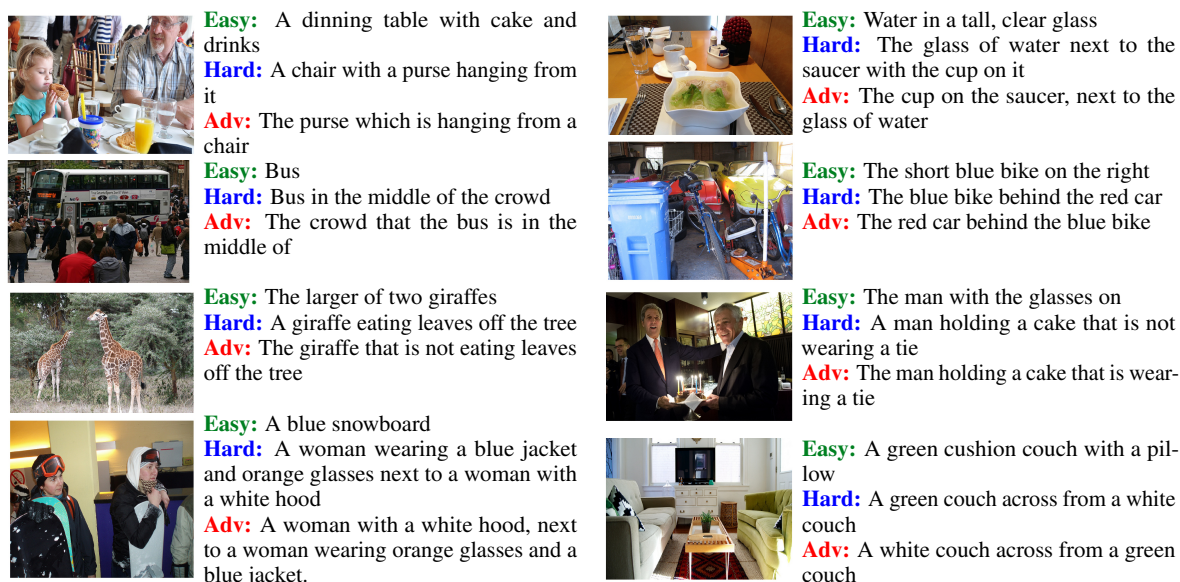 Easy: A dinning table with cake and
drinks
Hard: A chair with a purse hanging from
it
Adv: The purse which is hanging from a
chair
Easy: Bus
Hard: Bus in the middle of the crowd
Adv: The crowd that the bus is in the
middle of
Easy: The larger of two giraffes
Hard: A giraffe eating leaves off the tree
Adv: The giraffe that is not eating leaves
off the tree
Easy: A blue snowboard
Hard: A woman wearing a blue jacket
and orange glasses next to a woman with
a white hood
Adv: A woman with a white hood, next
to a woman wearing orange glasses and a
blue jacket.
Easy: Water in a tall, clear glass
Hard: The glass of water next to the
saucer with the cup on it
Adv: The cup on the saucer, next to the
glass of water
Easy: The short blue bike on the right
Hard: The blue bike behind the red car
Adv: The red car behind the blue bike
Easy: The man with the glasses on
Hard: A man holding a cake that is not
wearing a tie
Adv: The man holding a cake that is wear-
ing a tie
Easy: A green cushion couch with a pil-
low
Hard: A green couch across from a white
couch
Adv: A white couch across from a green
couch